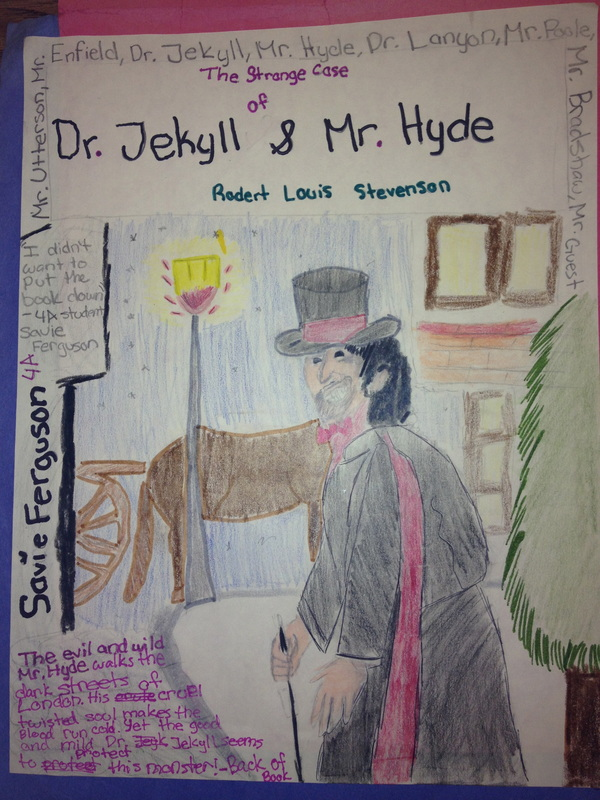 Mr. Utterson, Mr.
Enfield, Dr. Jekyll, Mr. Hyde, Dr. Lanyon, Mr. Poole,
Mr. Bradshaw, Mr. Guest
The Strange Case
of
Dr. Jekyll & Mr. Hyde
Rodert Louis Stevenson
I didn't
want to
put the
book down
- 4A student
Savie
Ferguson
Savie Ferguson 4A
The evil and wild
Mr. Hyde walks the
dark streets of
London. His cruel
twisted soul makes the
Blood run cold. Yet the good
and mild Dr. Jekyll seems
to protect this monster! - Back of
Book